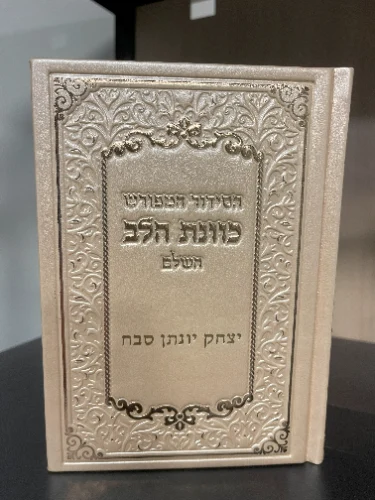 הסידור המפורש
כוונת הלב
השלם
יצחק יונתן סבח